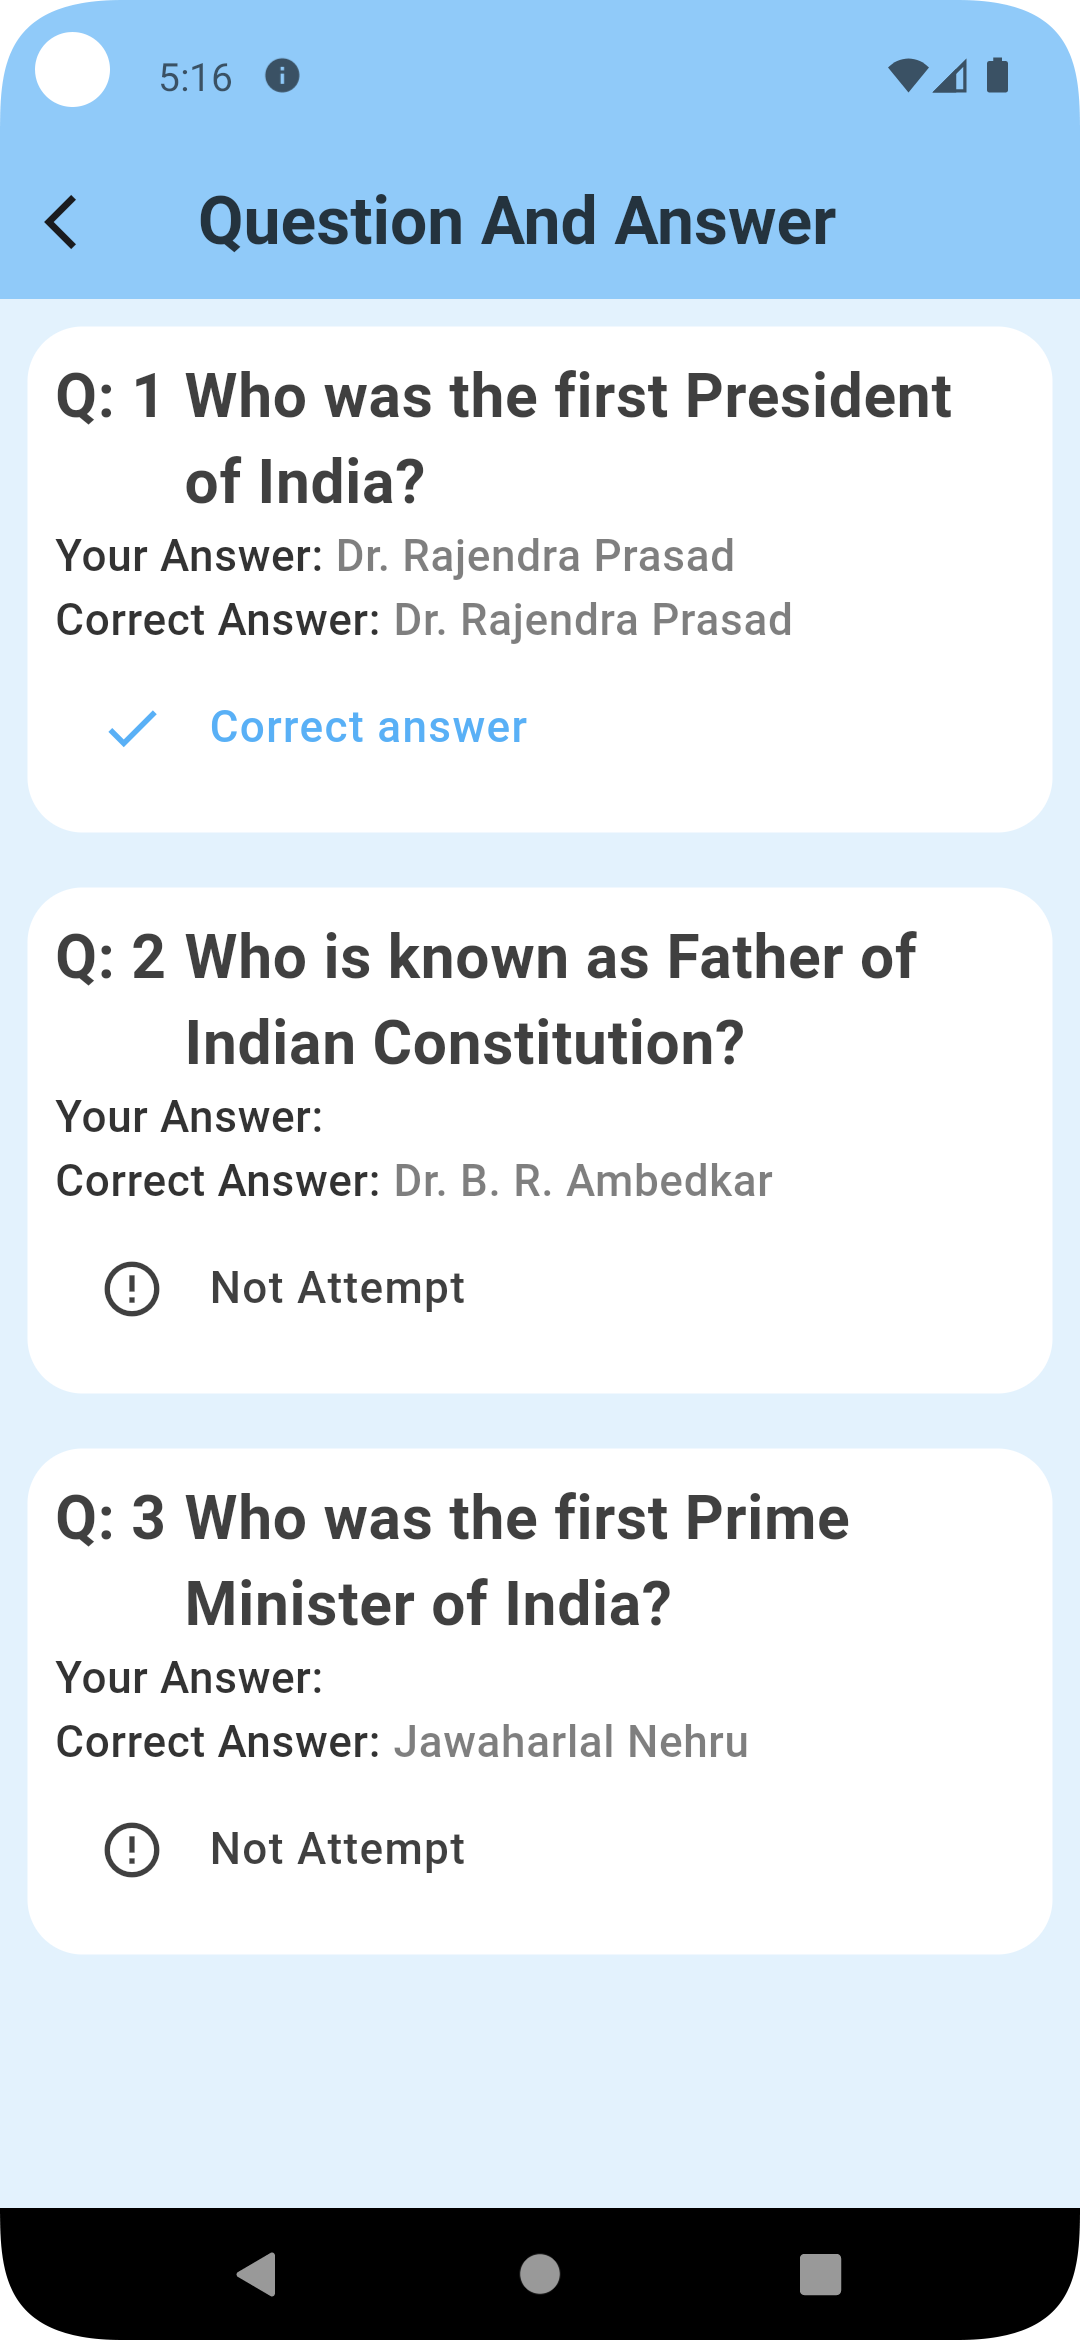 5:16
Question And Answer
Q: 1 Who was the first President
of India?
Your Answer: Dr. Rajendra Prasad
Correct Answer: Dr. Rajendra Prasad
Correct answer
Q: 2 Who is known as Father of
Indian Constitution?
Your Answer:
Correct Answer: Dr. B. R. Ambedkar
Not Attempt
Q: 3 Who was the first Prime
Minister of India?
Your Answer:
Correct Answer: Jawaharlal Nehru
Not Attempt